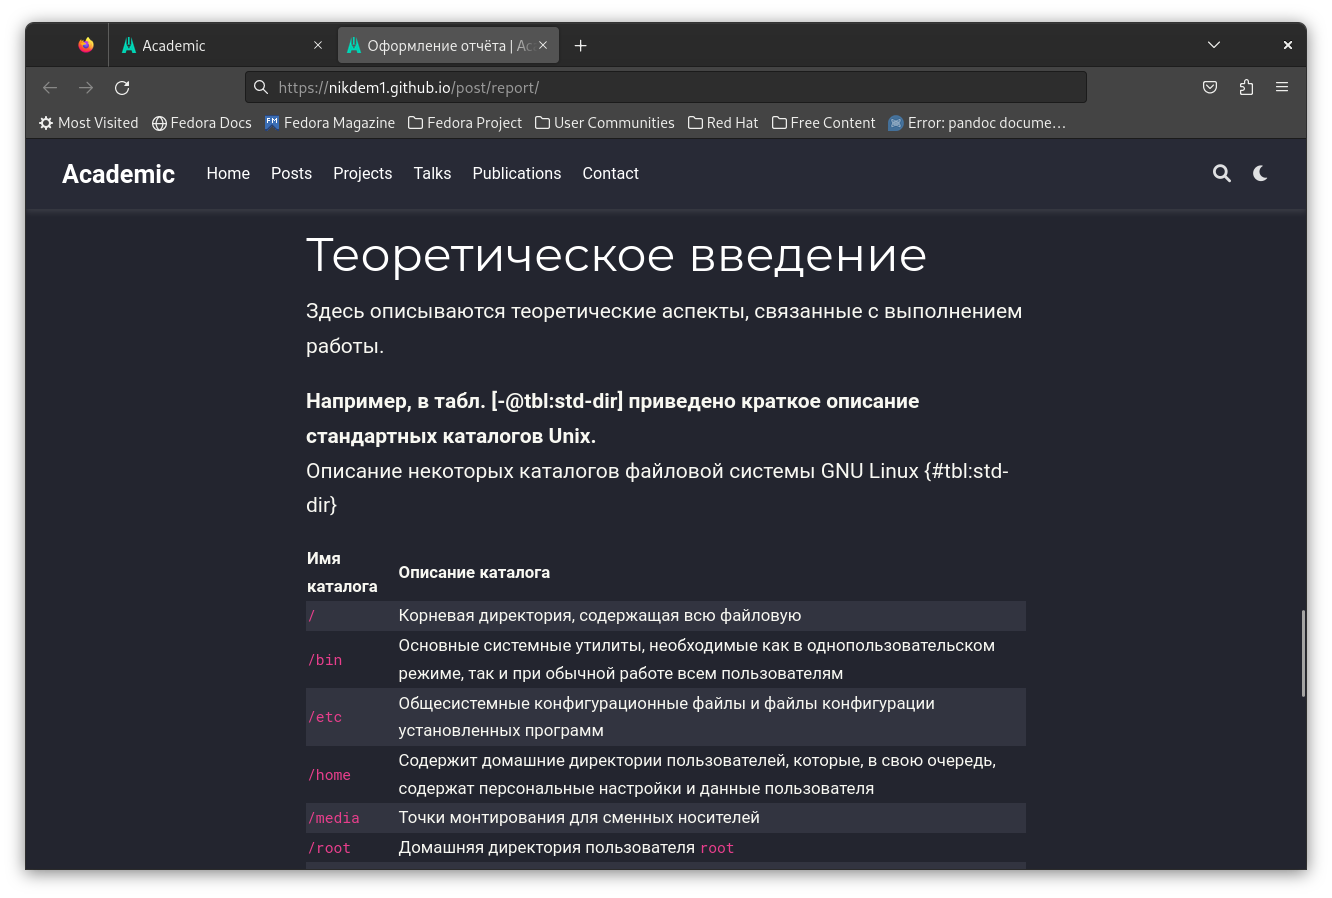 Academic
Оформление отчёта | Ac
https://nikdem1.github.io/post/report/
Most Visited Fedora Docs Fedora Magazine Fedora Project User Communities Red Hat Free Content Error: pandoc docume…
Academic Home Posts Projects Talks Publications Contact
Теоретическое введение
Здесь описываются теоретические аспекты, связанные с выполнением
работы.
Например, в табл. [-@tbl:std-dir] приведено краткое описание
стандартных каталогов Unix.
Описание некоторых каталогов файловой системы GNU Linux {#tbl:std-
dir}
Имя
каталога
Описание каталога
/ Корневая директория, содержащая всю файловую
/bin
Основные системные утилиты, необходимые как в однопользовательском
режиме, так и при обычной работе всем пользователям
/etc
Общесистемные конфигурационные файлы и файлы конфигурации
установленных программ
/home
Содержит домашние директории пользователей, которые, в свою очередь,
содержат персональные настройки и данные пользователя
/media Точки монтирования для сменных носителей
/root Домашняя директория пользователя root